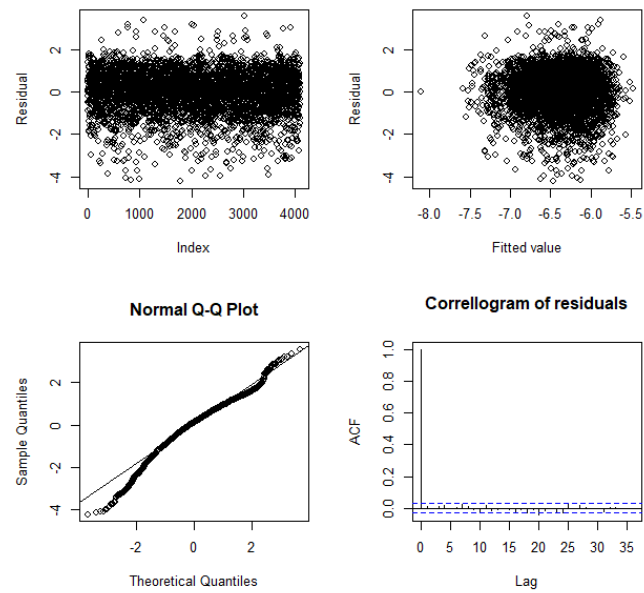 Residual
2
0
-2
-4
0 1000 2000 3000 4000
Index
Residual
2
0
-2
-4
-8.0 -7.5 -7.0 -6.5 -6.0 -5.5
Fitted value
Normal Q-Q Plot
Sample Quantiles
2
0
-2
-4
-2 0 2
Theoretical Quantiles
Correllogram of residuals
ACF
1.0
0.8
0.6
0.4
0.2
0.0
0 5 10 15 20 25 30 35
Lag